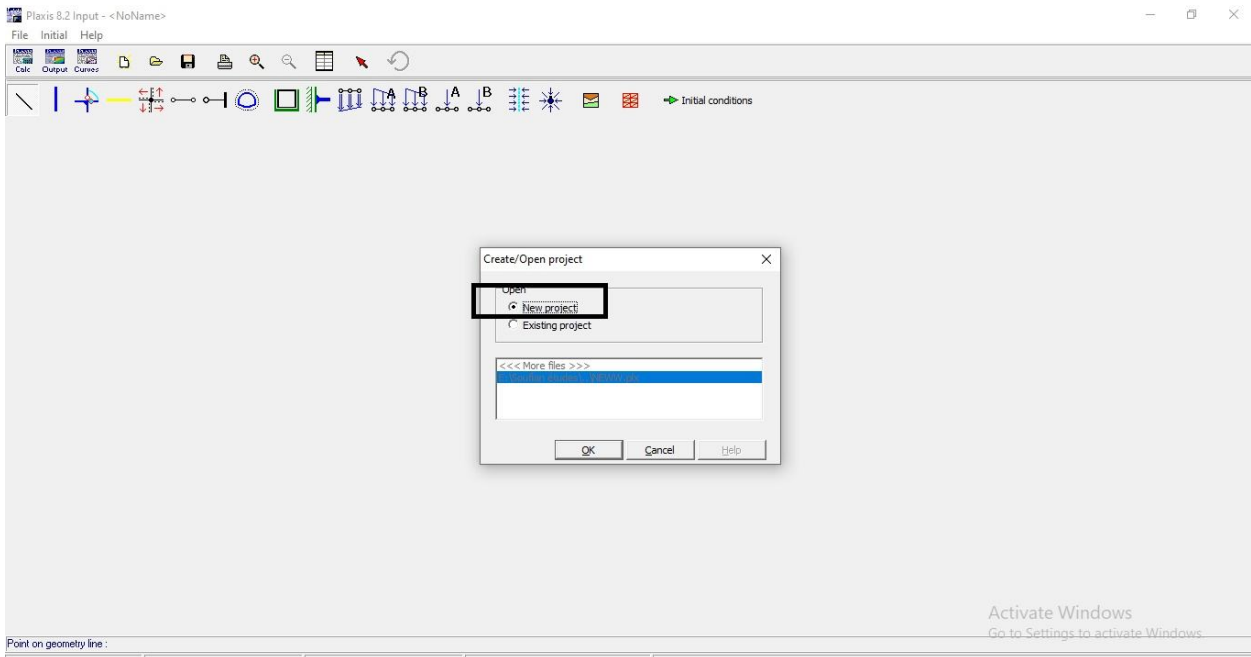 Plaxis 8.2 Input - <NoName>
File Initial Help
Calc Output Curves
A B A B Initial conditions
Create/Open project
Open
New project
Existing project
<<< More files >>>
OK Cancel Help
Activate Windows
Go to Settings to activate Windows.
Point on geometry line :